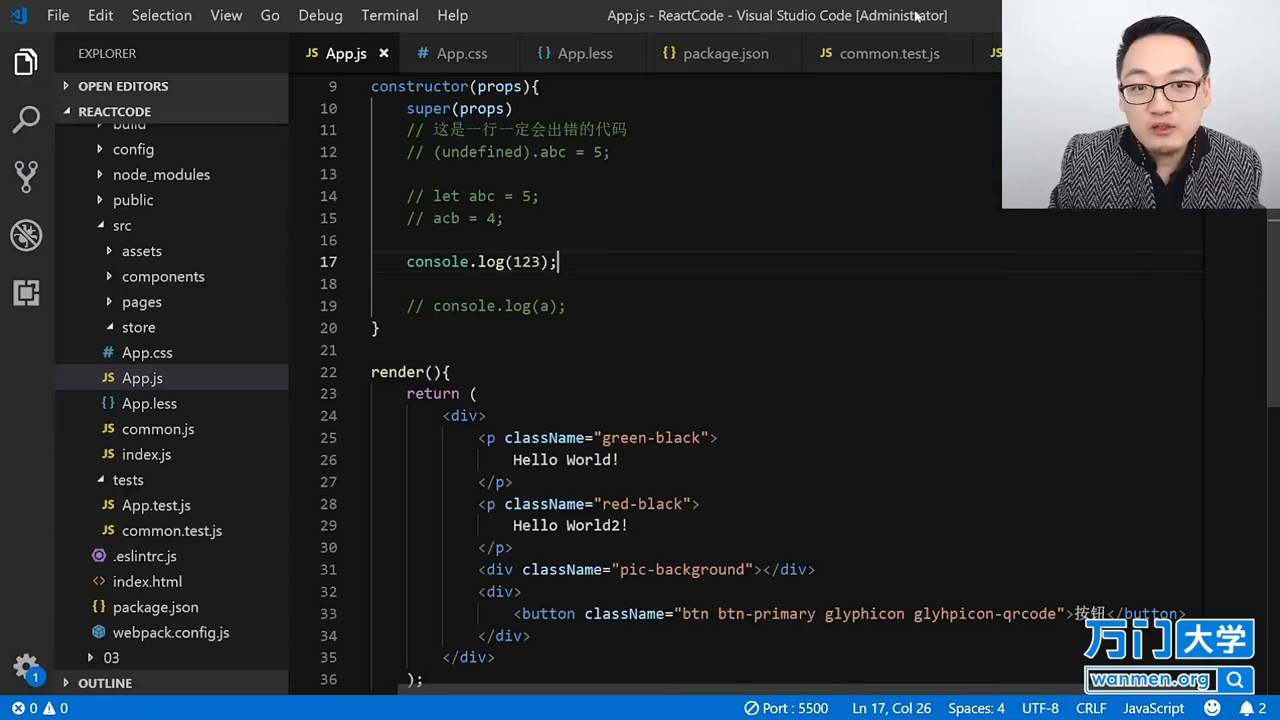 File Edit Selection View Go Debug Terminal Help
App.js - ReactCode - Visual Studio Code [Administrator]
EXPLORER
OPEN EDITORS
REACTCODE
build
config
node_modules
public
src
assets
components
pages
store
# App.css
JS App.js
{} App.less
JS common.js
JS index.js
tests
JS App.test.js
JS common.test.js
.eslintrc.js
<> index.html
{} package.json
webpack.config.js
03
OUTLINE
JS App.js × # App.css {} App.less {} package.json JS common.test.js JS
9 constructor(props){
10 super(props)
11 // 这是一行一定会出错的代码
12 // (undefined).abc = 5;
13
14 // let abc = 5;
15 // acb = 4;
16
17 console.log(123);
18
19 // console.log(a);
20 }
21
22 render(){
23 return (
24 <div>
25 <p className="green-black">
26 Hello World!
27 </p>
28 <p className="red-black">
29 Hello World2!
30 </p>
31 <div className="pic-background"></div>
32 <div>
33 <button className="btn btn-primary glyphicon glyhpicon-qrcode">按钮</button>
34 </div>
35 </div>
36 );
万门大学
wanmen.org
1
0 0 Port : 5500 Ln 17, Col 26 Spaces: 4 UTF-8 CRLF JavaScript 2